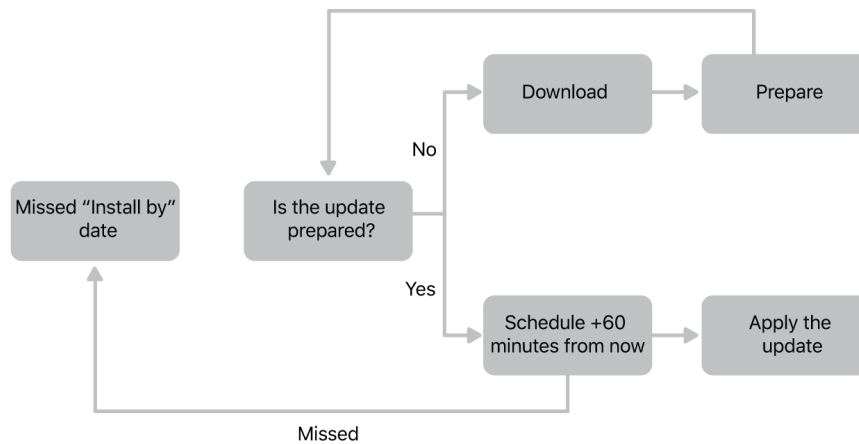 Download
Prepare
No
Missed “Install by”
date
Is the update
prepared?
Yes
Schedule +60
minutes from now
Apply the
update
Missed